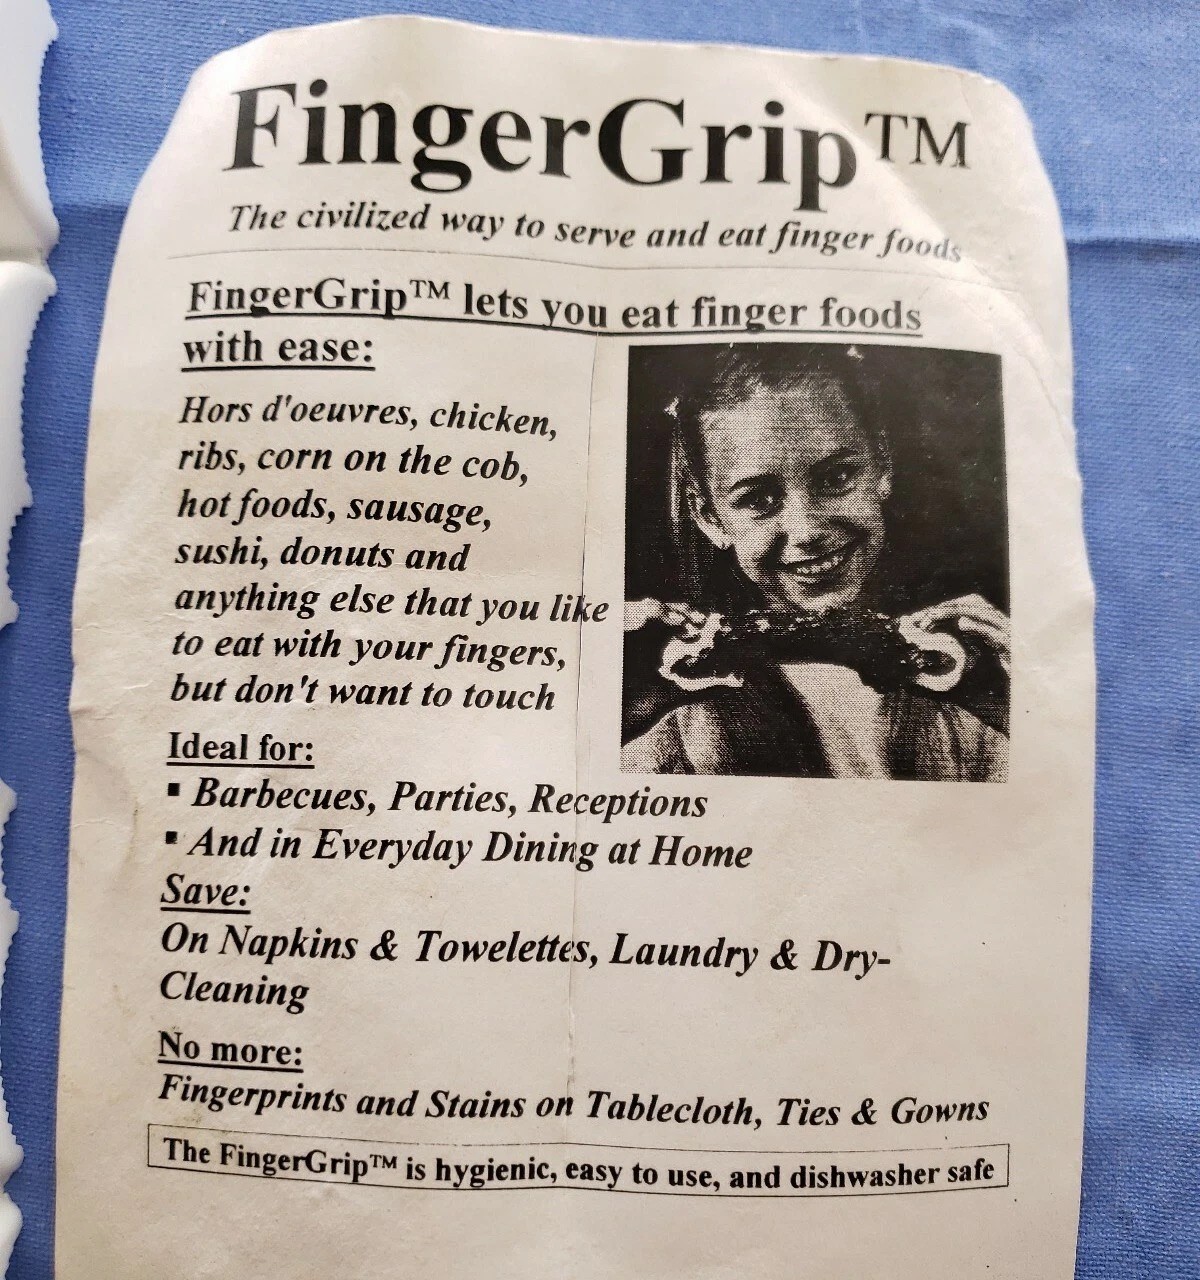 FingerGrip™
The civilized way to serve and eat finger foods
FingerGrip™ lets you eat finger foods
with ease:
Hors d'oeuvres, chicken,
ribs, corn on the cob,
hot foods, sausage,
sushi, donuts and
anything else that you like
to eat with your fingers,
but don't want to touch
Ideal for:
▪ Barbecues, Parties, Receptions
▪ And in Everyday Dining at Home
Save:
On Napkins & Towelettes, Laundry & Dry-
Cleaning
No more:
Fingerprints and Stains on Tablecloth, Ties & Gowns
The FingerGrip™ is hygienic, easy to use, and dishwasher safe